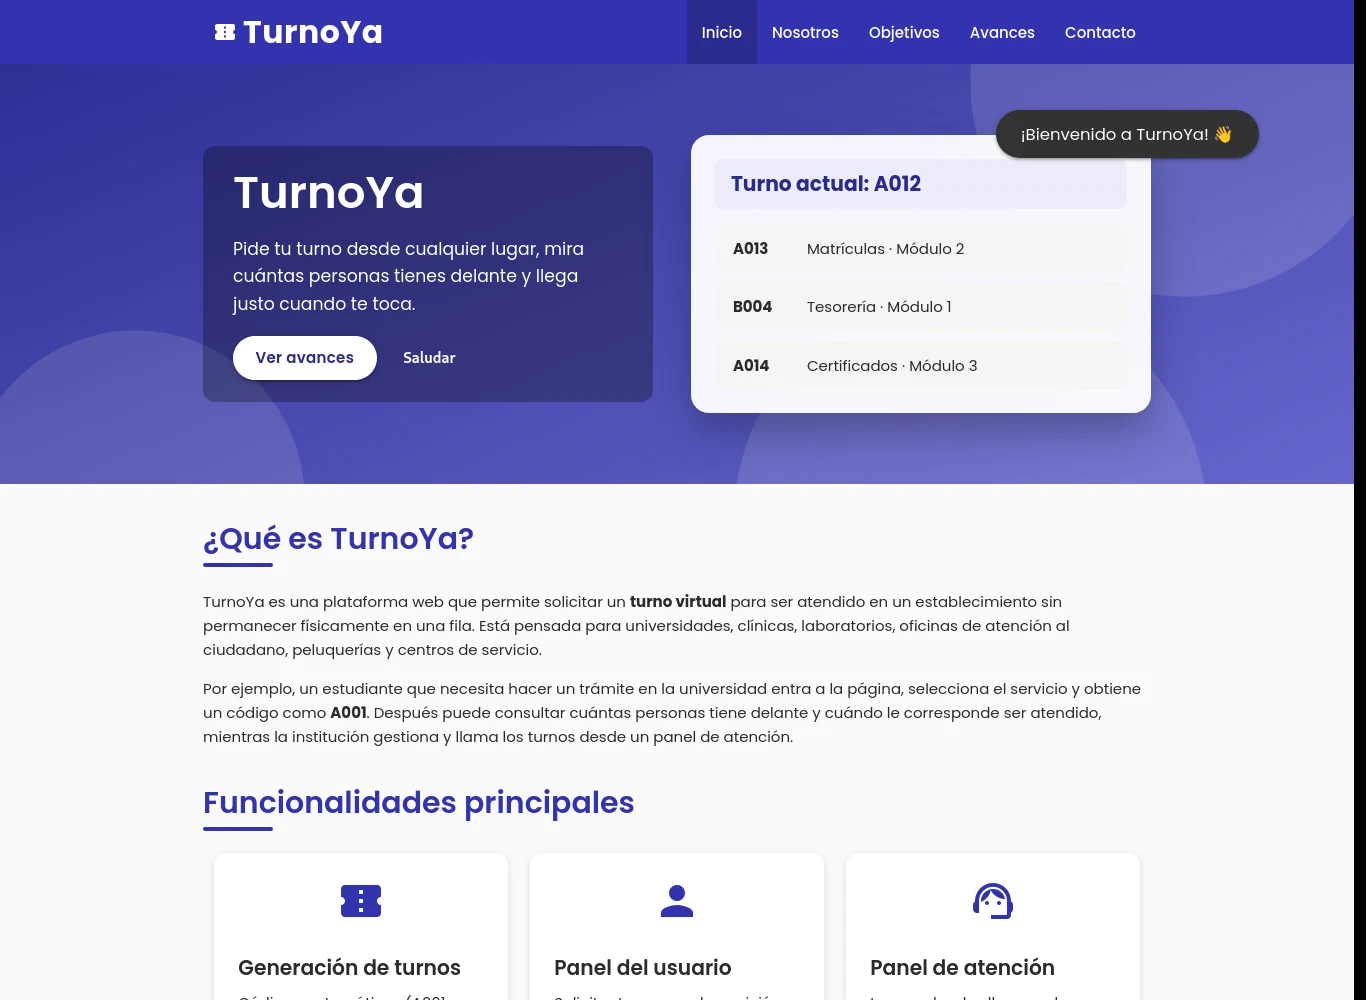 TurnoYa
Inicio
Nosotros
Objetivos
Avances
Contacto
¡Bienvenido a TurnoYa! 👋
TurnoYa
Pide tu turno desde cualquier lugar, mira
cuántas personas tienes delante y llega
justo cuando te toca.
Ver avances
Saludar
Turno actual: A012
A013 Matrículas · Módulo 2
B004 Tesorería · Módulo 1
A014 Certificados · Módulo 3
¿Qué es TurnoYa?
TurnoYa es una plataforma web que permite solicitar un turno virtual para ser atendido en un establecimiento sin
permanecer físicamente en una fila. Está pensada para universidades, clínicas, laboratorios, oficinas de atención al
ciudadano, peluquerías y centros de servicio.
Por ejemplo, un estudiante que necesita hacer un trámite en la universidad entra a la página, selecciona el servicio y obtiene
un código como A001. Después puede consultar cuántas personas tiene delante y cuándo le corresponde ser atendido,
mientras la institución gestiona y llama los turnos desde un panel de atención.
Funcionalidades principales
Generación de turnos
Panel del usuario
Panel de atención